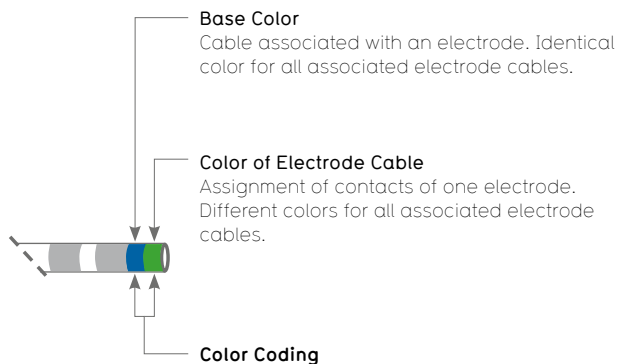 Base Color
Cable associated with an electrode. Identical
color for all associated electrode cables.
Color of Electrode Cable
Assignment of contacts of one electrode.
Different colors for all associated electrode
cables.
Color Coding